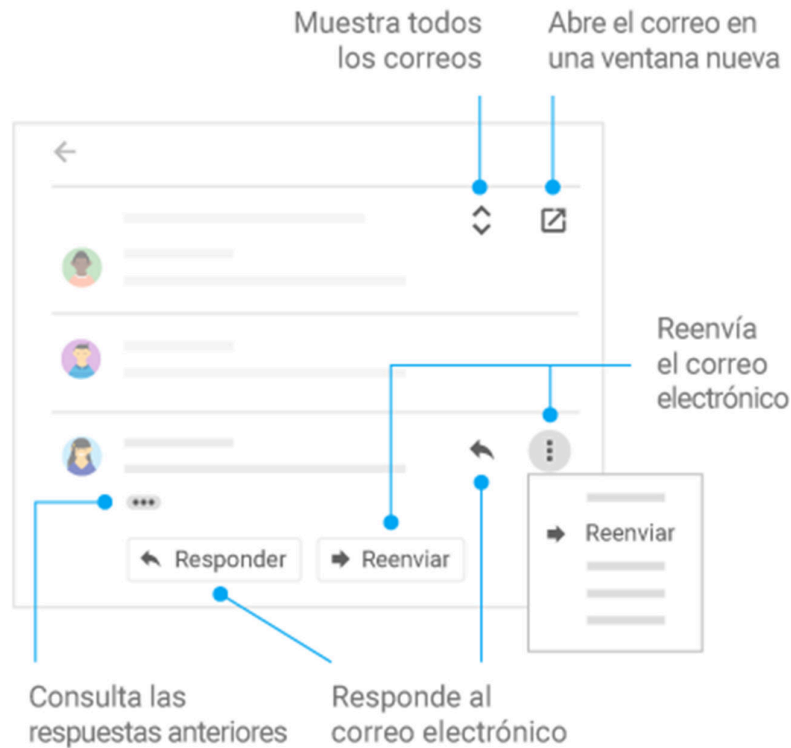 Muestra todos
los correos
Abre el correo en
una ventana nueva
Reenvía
el correo
electrónico
Reenviar
Responder
Reenviar
Consulta las
respuestas anteriores
Responde al
correo electrónico